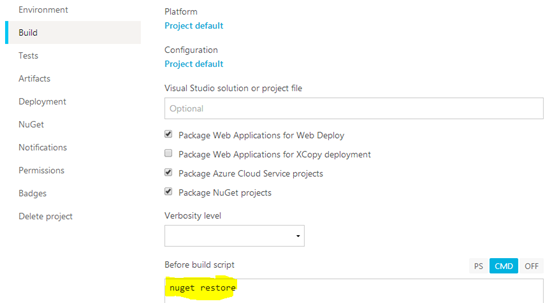 Environment
Build
Tests
Artifacts
Deployment
NuGet
Notifications
Permissions
Badges
Delete project
Platform
Project default
Configuration
Project default
Visual Studio solution or project file
Optional
Package Web Applications for Web Deploy
Package Web Applications for XCopy deployment
Package Azure Cloud Service projects
Package NuGet projects
Verbosity level
Before build script
PS CMD OFF
nuget restore